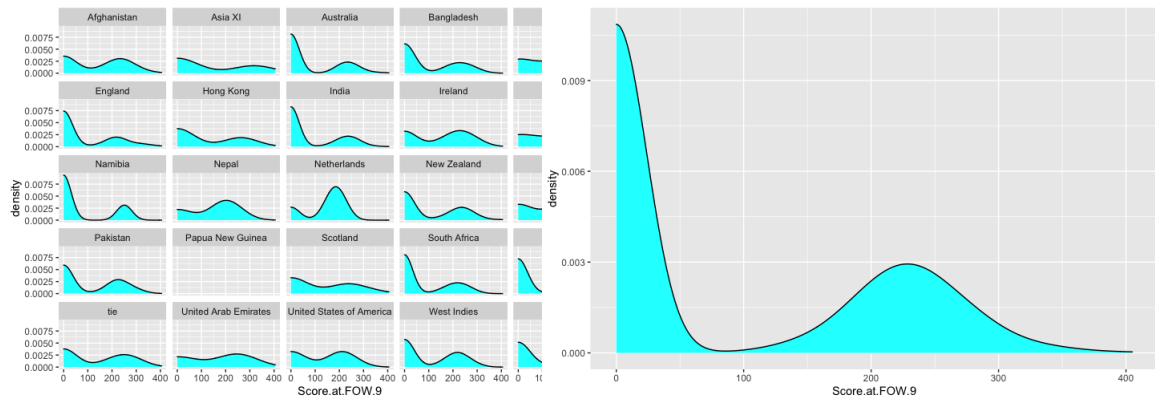 Afghanistan Asia XI Australia Bangladesh
0.0075
0.0050
0.0025
0.0000
England Hong Kong India Ireland
0.0075
0.0050
0.0025
0.0000
Namibia Nepal Netherlands New Zealand
0.0075
0.0050
0.0025
0.0000
Pakistan Papua New Guinea Scotland South Africa
0.0075
0.0050
0.0025
0.0000
tie United Arab Emirates United States of America West Indies
0.0075
0.0050
0.0025
0.0000
0 100 200 300 400 0 100 200 300 400 0 100 200 300 400 0 100 200 300 400 0
density
Score.at.FOW.9
0.009
0.006
0.003
0.000
0 100 200 300 400
density
Score.at.FOW.9